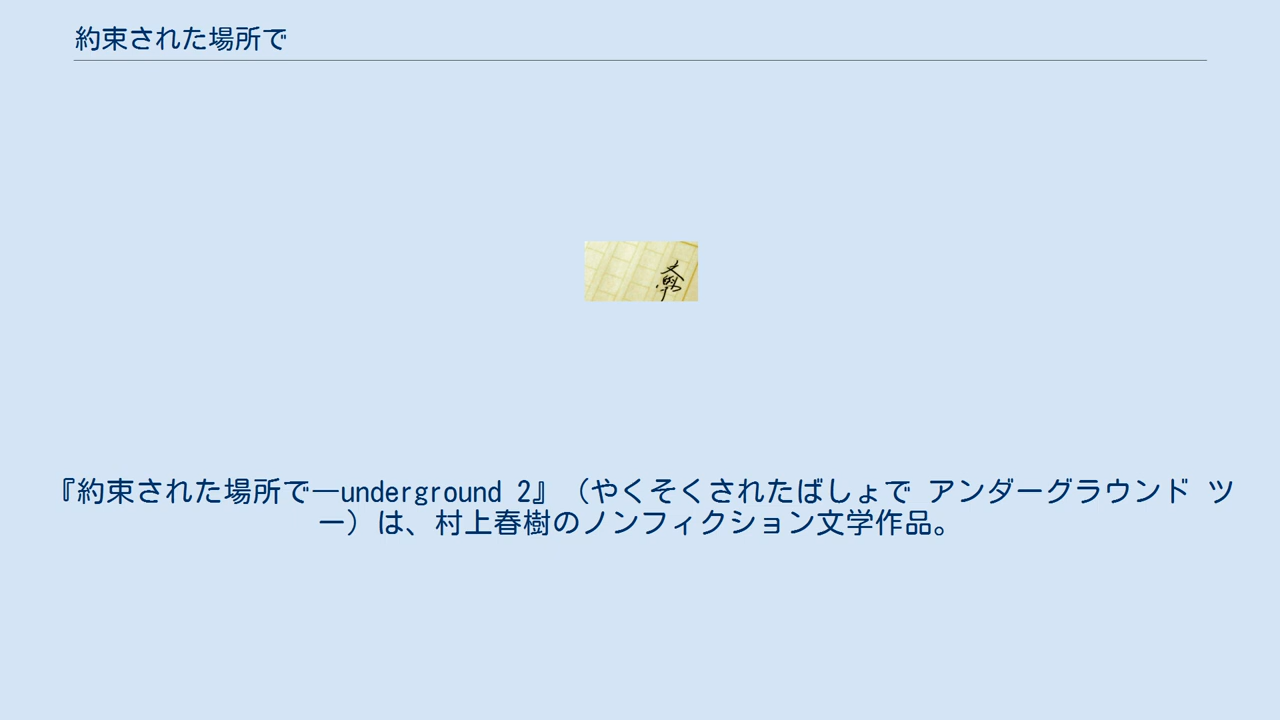 約束された場所で
『約束された場所で―underground 2』（やくそくされたばしょで アンダーグラウンド ツ
ー）は、村上春樹のノンフィクション文学作品。